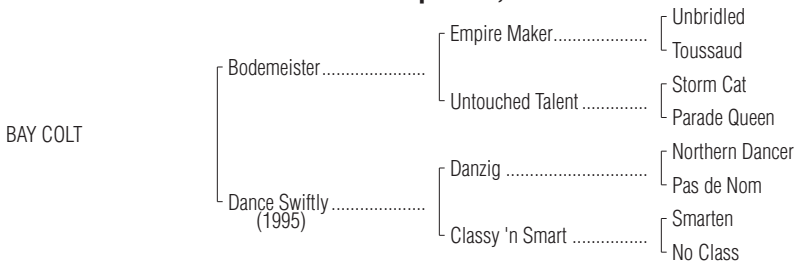 Unbridled
Empire Maker....................
Toussaud
Bodemeister......................
Storm Cat
Untouched Talent ..............
Parade Queen
BAY COLT
Northern Dancer
Danzig ..............................
Pas de Nom
Dance Swiftly ....................
(1995)
Smarten
Classy 'n Smart ................
No Class